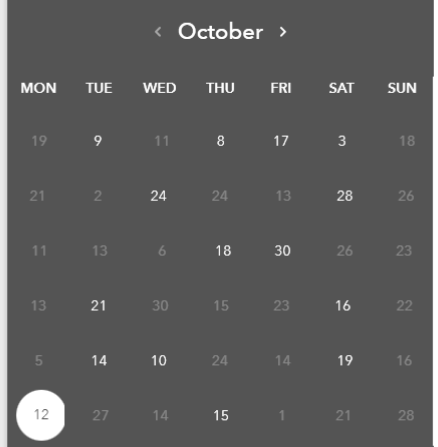 ‹ October ›
MON TUE WED THU FRI SAT SUN
19 9 11 8 17 3 18
21 2 24 24 13 28 26
11 13 6 18 30 26 23
13 21 30 15 23 16 22
5 14 10 24 14 19 16
12 27 14 15 1 21 28